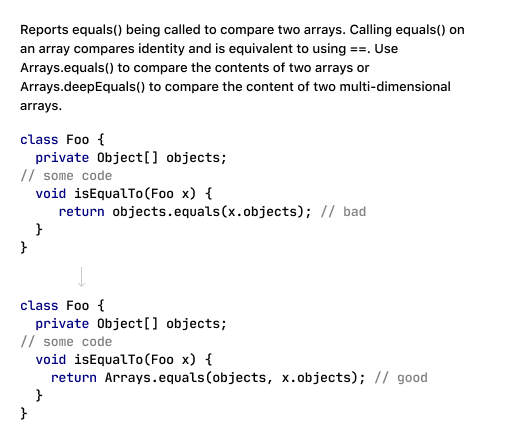 Reports equals() being called to compare two arrays. Calling equals() on
an array compares identity and is equivalent to using ==. Use
Arrays.equals() to compare the contents of two arrays or
Arrays.deepEquals() to compare the content of two multi-dimensional
arrays.
class Foo {
  private Object[] objects;
// some code
  void isEqualTo(Foo x) {
     return objects.equals(x.objects); // bad
  }
}
↓
class Foo {
  private Object[] objects;
// some code
  void isEqualTo(Foo x) {
    return Arrays.equals(objects, x.objects); // good
  }
}